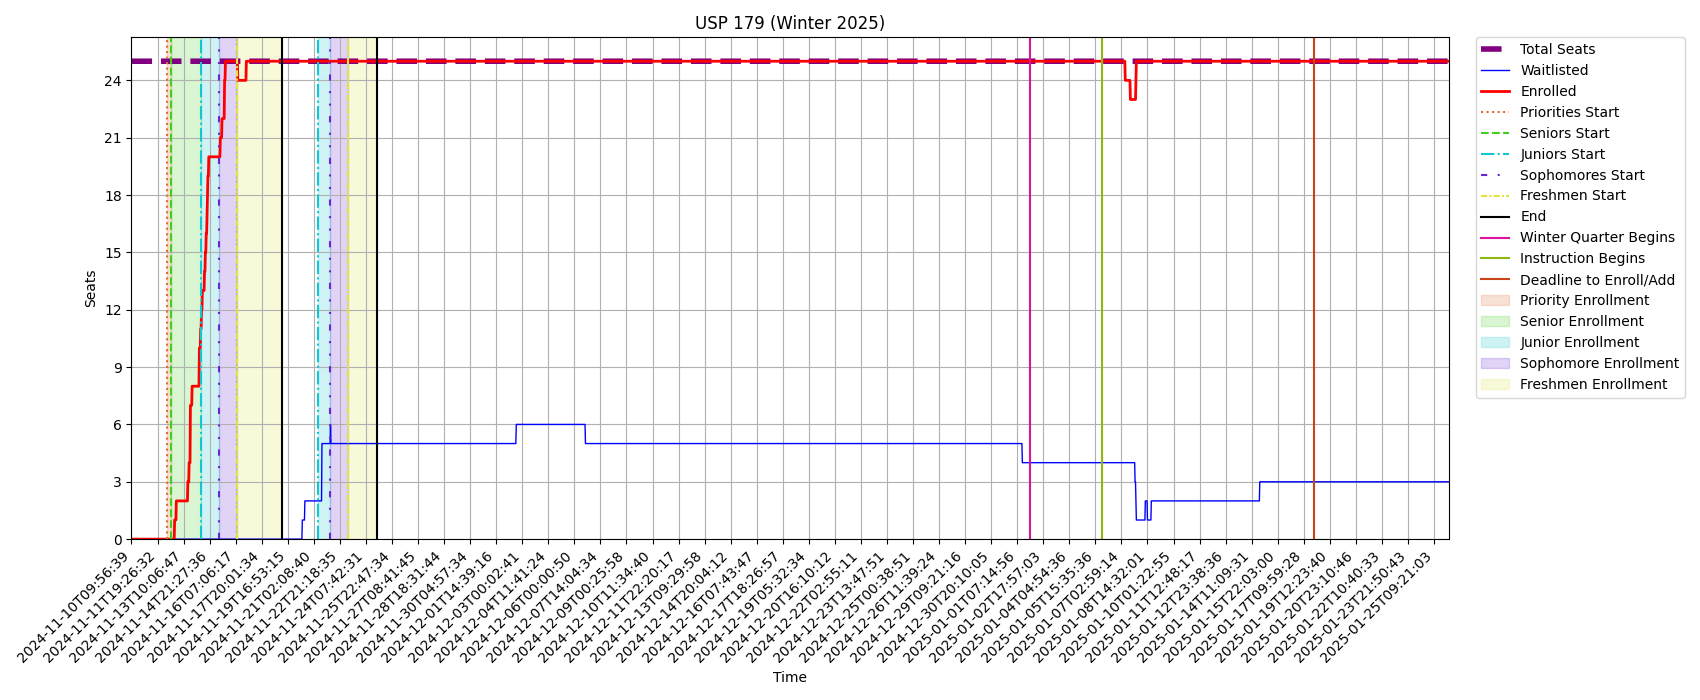 USP 179 (Winter 2025)
Seats
24
21
18
15
12
9
6
3
0
2024-11-10T09:56:39
2024-11-11T19:26:32
2024-11-13T10:06:47
2024-11-14T21:27:36
2024-11-16T07:06:17
2024-11-17T20:01:34
2024-11-19T16:53:15
2024-11-21T02:08:40
2024-11-22T21:18:35
2024-11-24T07:42:31
2024-11-25T22:47:34
2024-11-27T08:41:45
2024-11-28T18:31:44
2024-11-30T04:57:34
2024-12-01T14:39:16
2024-12-03T00:02:41
2024-12-04T11:41:24
2024-12-06T00:00:50
2024-12-07T14:04:34
2024-12-09T00:25:58
2024-12-10T11:34:40
2024-12-11T22:20:17
2024-12-13T09:29:58
2024-12-14T20:04:12
2024-12-16T07:43:47
2024-12-17T18:26:57
2024-12-19T05:32:34
2024-12-20T16:10:12
2024-12-22T02:55:11
2024-12-23T13:47:51
2024-12-25T00:38:51
2024-12-26T11:39:24
2024-12-29T09:21:16
2024-12-30T20:10:05
2025-01-01T07:14:56
2025-01-02T17:57:03
2025-01-04T04:54:36
2025-01-05T15:35:36
2025-01-07T02:59:14
2025-01-08T14:32:01
2025-01-10T01:22:55
2025-01-11T12:48:17
2025-01-12T23:38:36
2025-01-14T11:09:31
2025-01-15T22:03:00
2025-01-17T09:59:28
2025-01-19T12:23:40
2025-01-20T23:10:46
2025-01-22T10:40:33
2025-01-23T21:50:43
2025-01-25T09:21:03
Time
Total Seats
Waitlisted
Enrolled
Priorities Start
Seniors Start
Juniors Start
Sophomores Start
Freshmen Start
End
Winter Quarter Begins
Instruction Begins
Deadline to Enroll/Add
Priority Enrollment
Senior Enrollment
Junior Enrollment
Sophomore Enrollment
Freshmen Enrollment